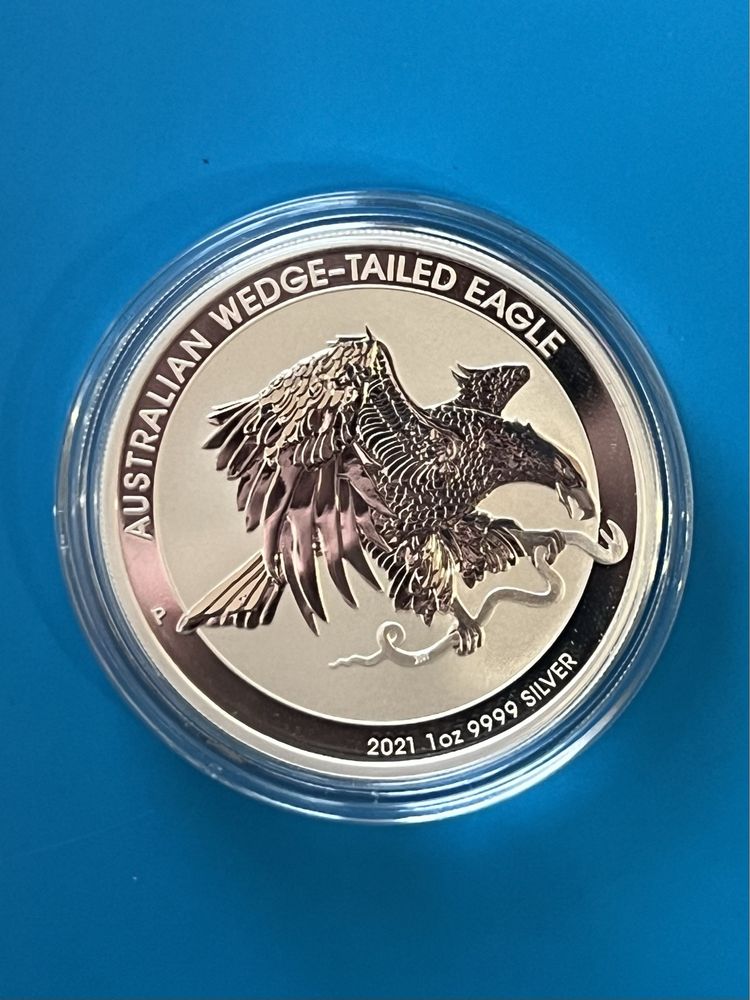 AUSTRALIAN WEDGE-TAILED EAGLE
P
2021 1oz 9999 SILVER